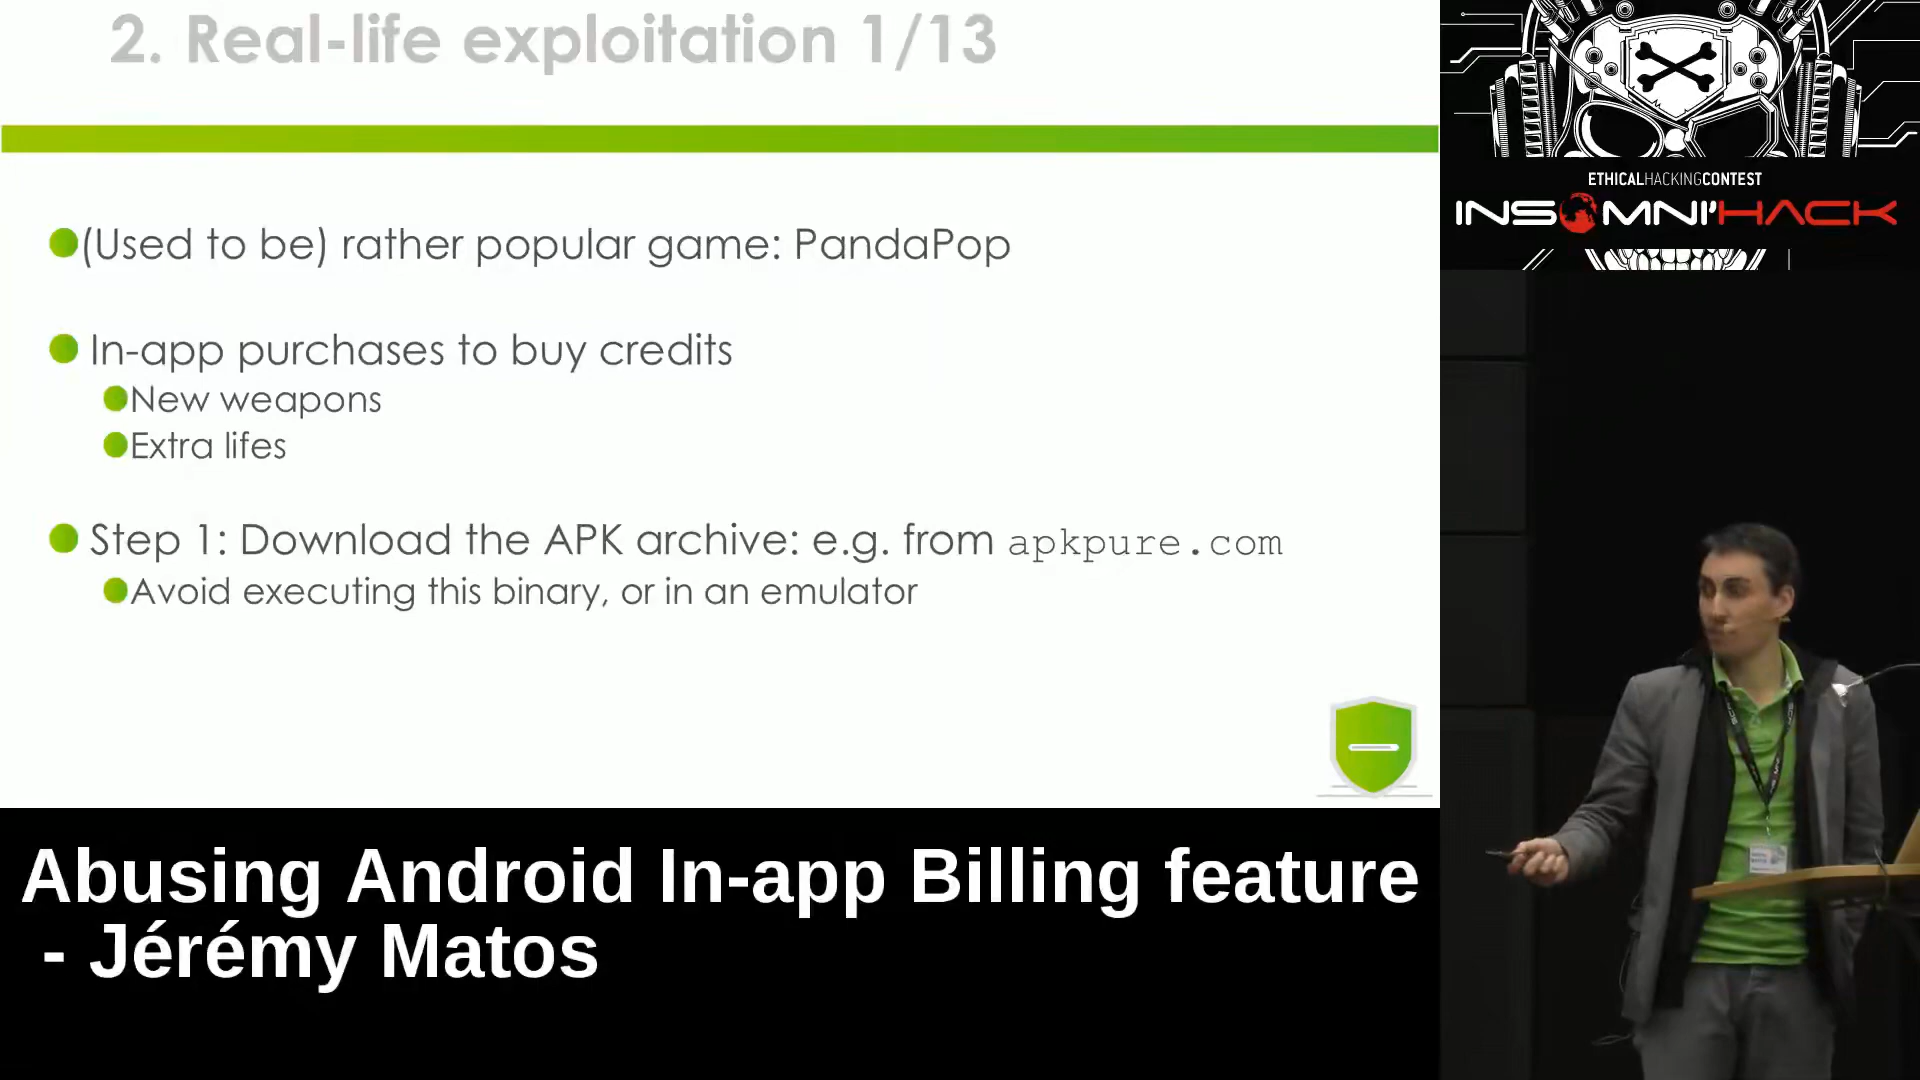 2. Real-life exploitation 1/13
(Used to be) rather popular game: PandaPop
In-app purchases to buy credits
New weapons
Extra lifes
Step 1: Download the APK archive: e.g. from apkpure.com
Avoid executing this binary, or in an emulator
ETHICALHACKINGCONTEST
INSOMNI'HACK
Abusing Android In-app Billing feature
- Jérémy Matos